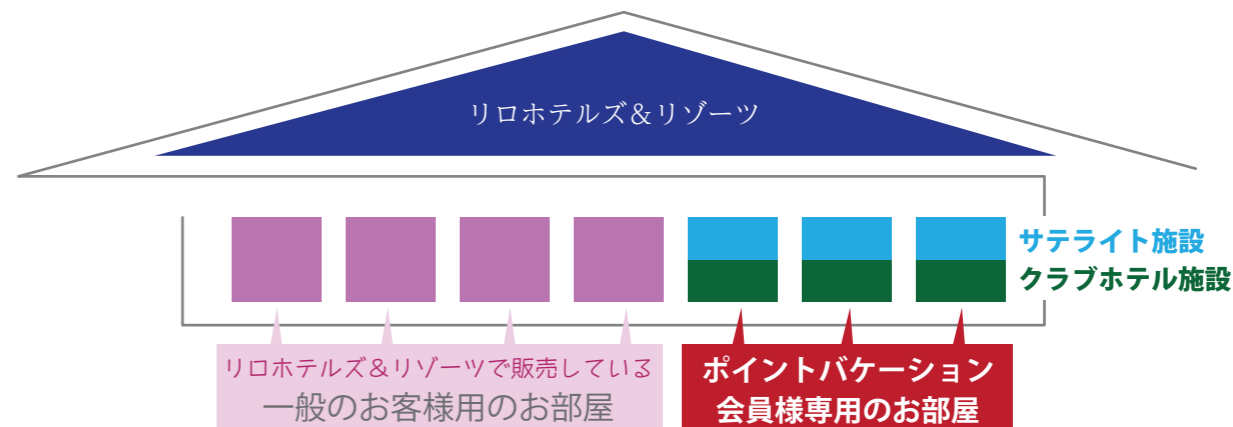 リロホテルズ&リゾーツ
サテライト施設
クラブホテル施設
リロホテルズ&リゾーツで販売している
一般のお客様用のお部屋
ポイントバケーション
会員様専用のお部屋